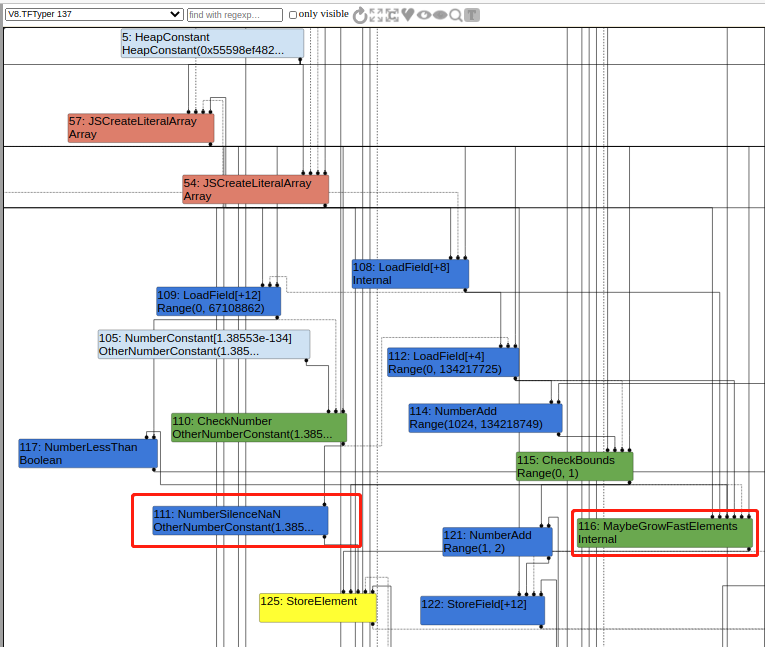 V8.TFTyper 137
find with regexp...
only visible
T
5: HeapConstant
HeapConstant(0x55598ef482...
57: JSCreateLiteralArray
Array
54: JSCreateLiteralArray
Array
108: LoadField[+8]
Internal
109: LoadField[+12]
Range(0, 67108862)
105: NumberConstant[1.38553e-134]
OtherNumberConstant(1.385...
112: LoadField[+4]
Range(0, 134217725)
114: NumberAdd
Range(1024, 134218749)
110: CheckNumber
OtherNumberConstant(1.385...
117: NumberLessThan
Boolean
115: CheckBounds
Range(0, 1)
111: NumberSilenceNaN
OtherNumberConstant(1.385...
116: MaybeGrowFastElements
Internal
121: NumberAdd
Range(1, 2)
125: StoreElement
122: StoreField[+12]